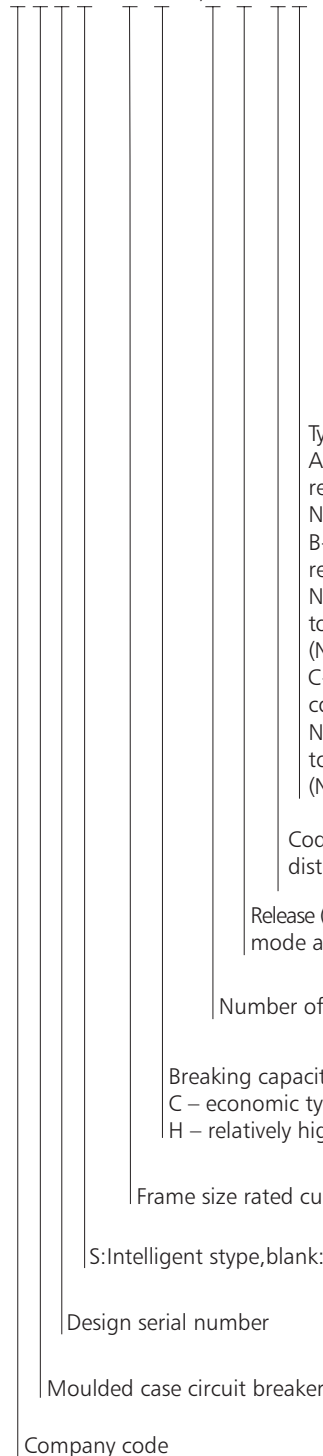 A
re
N
B-
re
N
to
(N
C-
co
N
to
(N
Cod
dist
Release
mode a
Number of
Breaking capacit
C – economic ty
H – relatively hig
Frame size rated cu
S:Intelligent stype,blank:
Design serial number
Moulded case circuit breaker
Company code